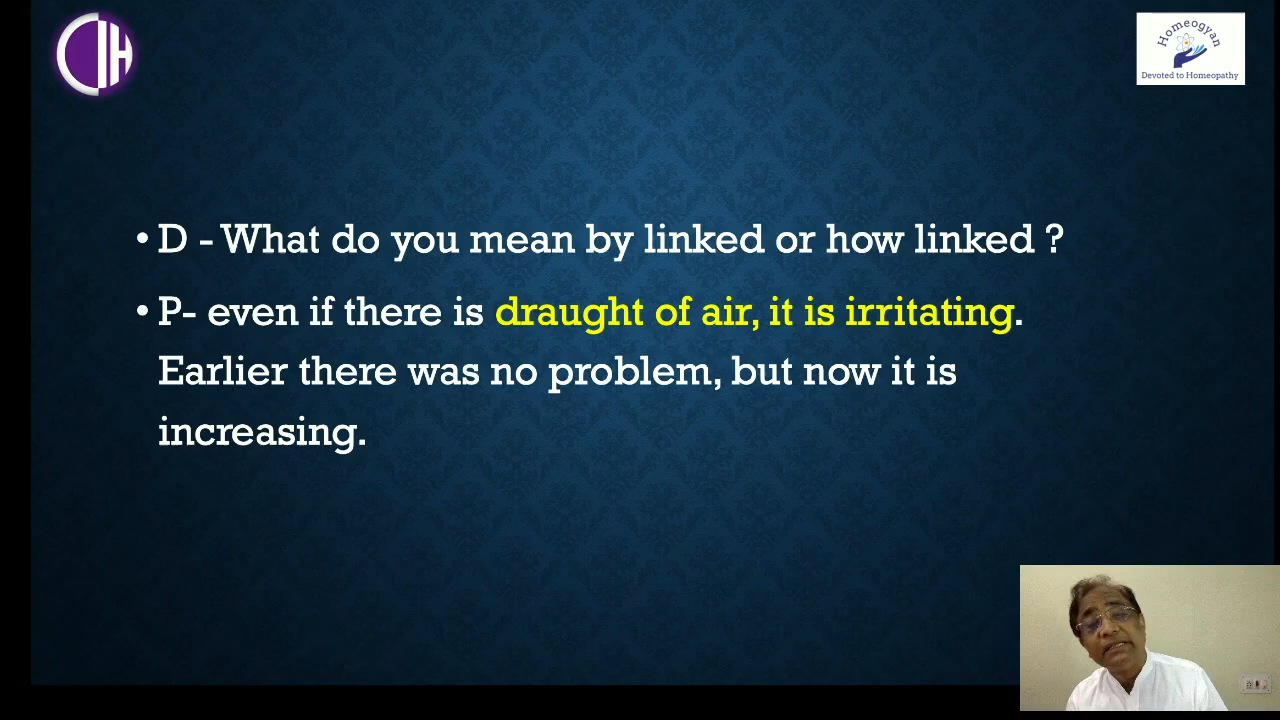 CIH
Homeogyan
Devoted to Homeopathy
• D - What do you mean by linked or how linked ?
• P- even if there is draught of air, it is irritating.
Earlier there was no problem, but now it is
increasing.